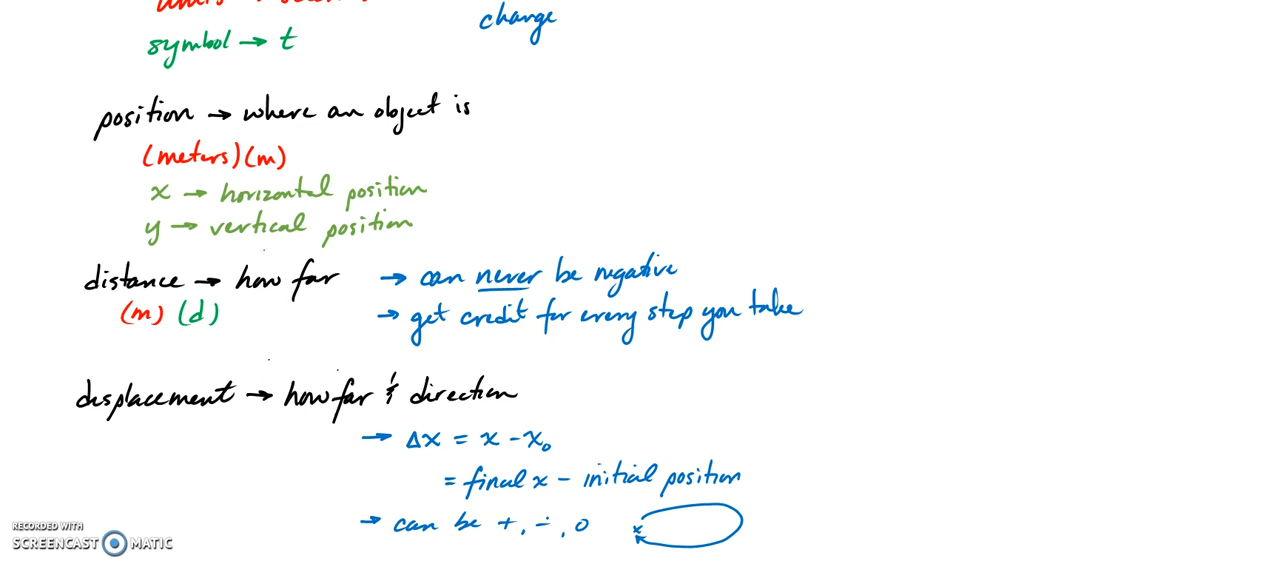 change
symbol → t
position → where an object is
(meters)(m)
x → horizontal position
y → vertical position
distance → how far → can never be negative
(m) (d) → get credit for every step you take
displacement → how far & direction
→ Δx = x - x₀
= final x - initial position
→ can be +, -, 0 x
RECORDED WITH
SCREENCAST MATIC